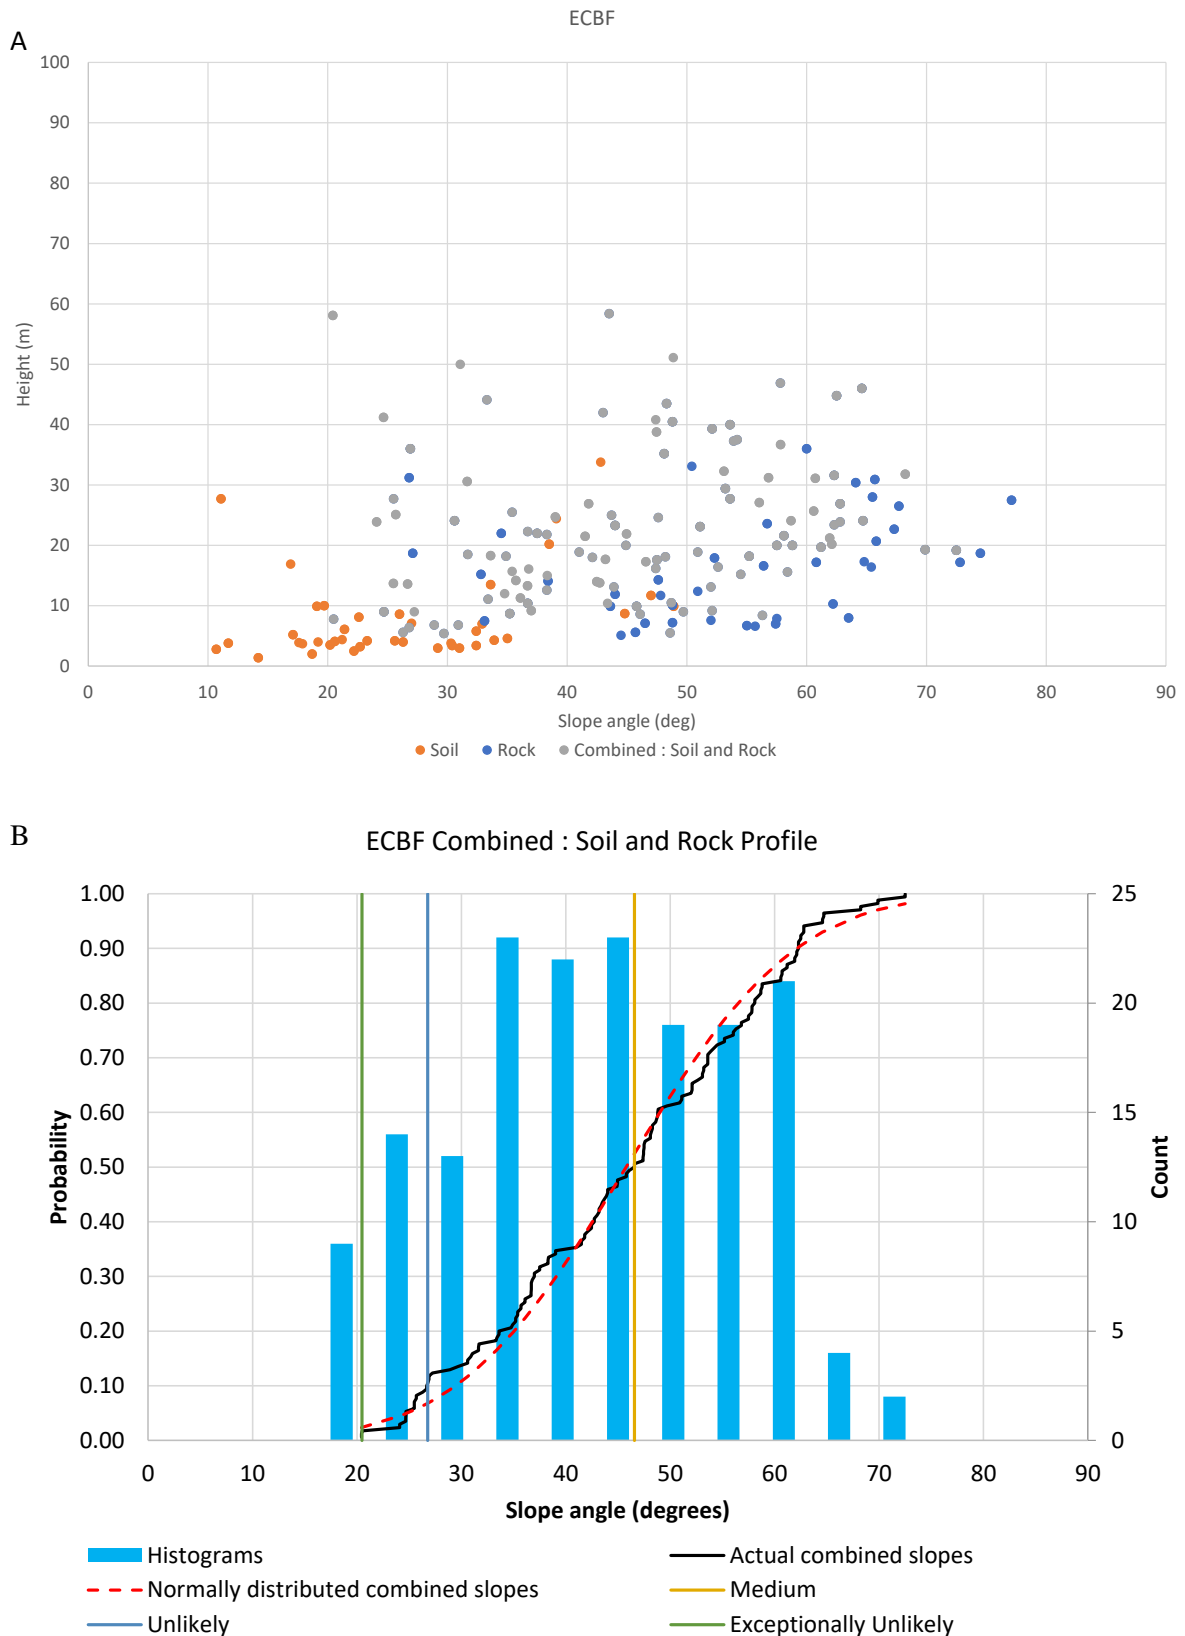 ECBF
A
100
90
80
70
60
50
40
30
20
10
0
Height (m)
0 10 20 30 40 50 60 70 80 90
Slope angle (deg)
Soil Rock Combined : Soil and Rock
B
ECBF Combined : Soil and Rock Profile
1.00 25
0.90
0.80 20
0.70
0.60 15
0.50
0.40 10
0.30
0.20 5
0.10
0.00 0
Probability
Count
0 10 20 30 40 50 60 70 80 90
Slope angle (degrees)
Histograms Actual combined slopes
Normally distributed combined slopes Medium
Unlikely Exceptionally Unlikely